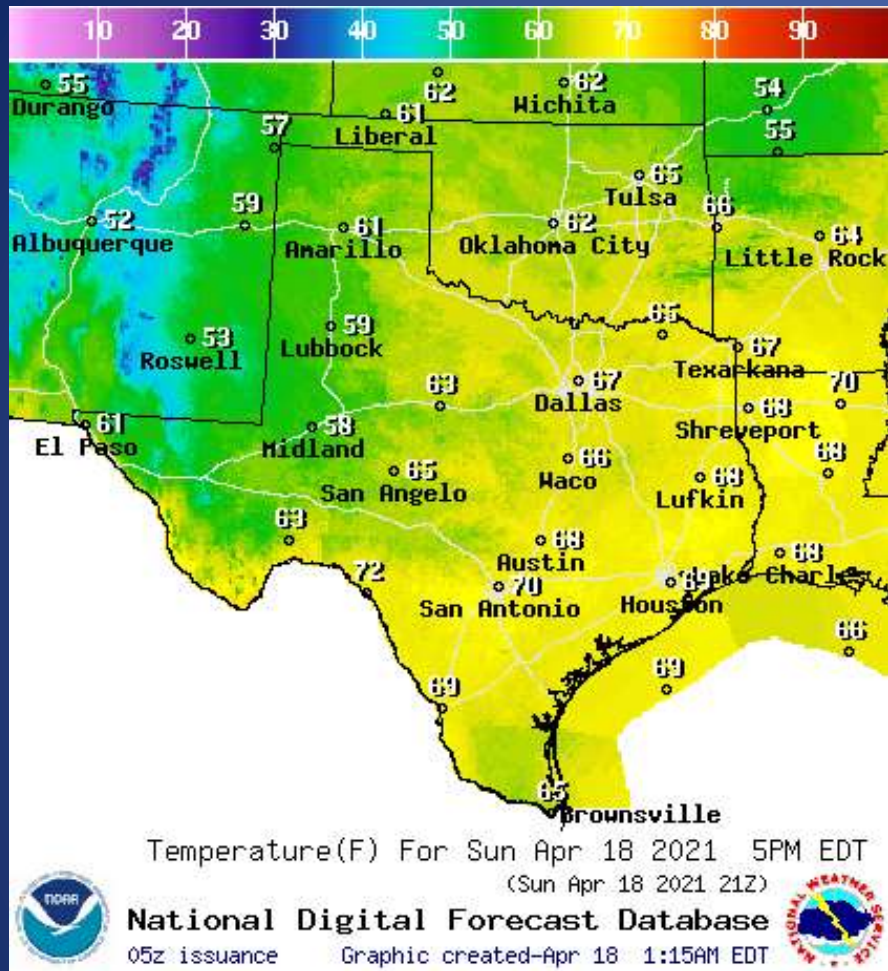 10 20 30 40 50 60 70 80 90
55
Durango
62
62
Wichita
61
Liberal
54
57
55
65
Tulsa
52
Albuquerque
59
61
Amarillo
62
Oklahoma City
66
64
Little Rock
53
Roswell
59
Lubbock
65
67
Texarkana
67
Dallas
63
68
Shreveport
70
61
El Paso
58
Midland
65
San Angelo
66
Waco
68
Lufkin
68
63
68
Austin
68
Lake Charles
72
70
San Antonio
69
Houston
66
69
69
65
Brownsville
Temperature(F) For Sun Apr 18 2021 5PM EDT
(Sun Apr 18 2021 21Z)
National Digital Forecast Database
05z issuance Graphic created-Apr 18 1:15AM EDT
NOAA
NATIONAL WEATHER SERVICE